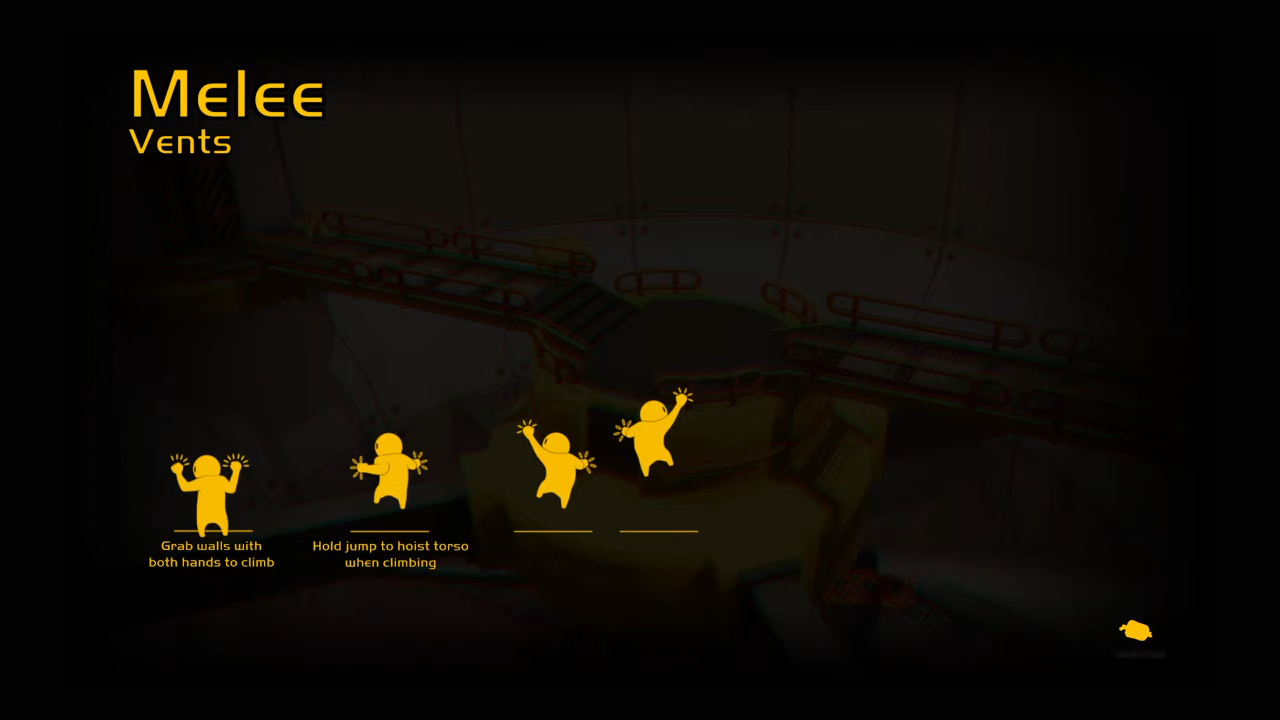 Melee
Vents
Grab walls with
both hands to climb
Hold jump to hoist torso
when climbing